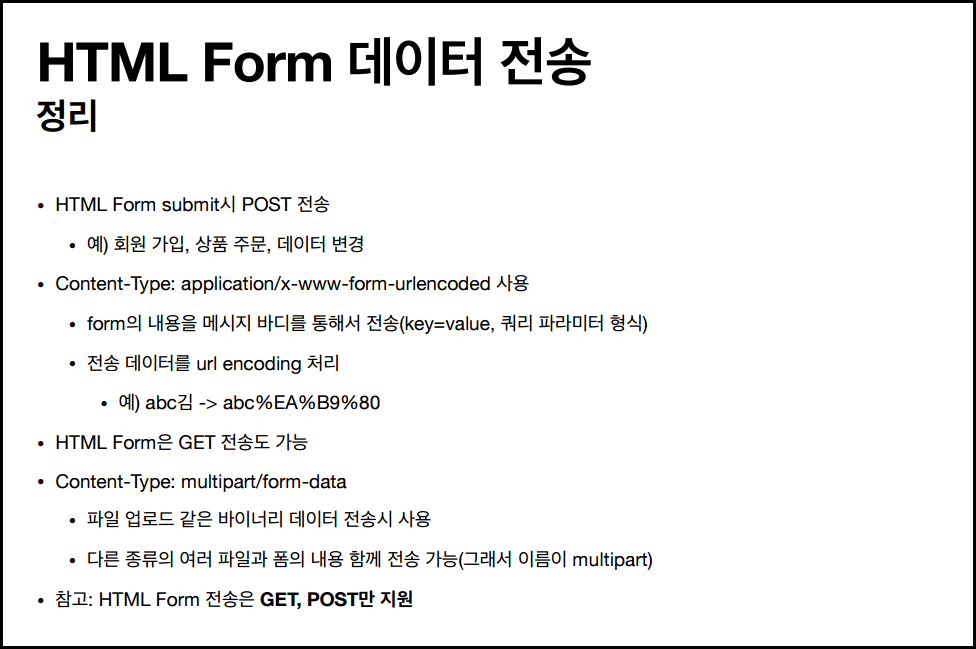 HTML Form 데이터 전송
정리
• HTML Form submit시 POST 전송
• 예) 회원 가입, 상품 주문, 데이터 변경
• Content-Type: application/x-www-form-urlencoded 사용
• form의 내용을 메시지 바디를 통해서 전송(key=value, 쿼리 파라미터 형식)
• 전송 데이터를 url encoding 처리
• 예) abc김 -> abc%EA%B9%80
• HTML Form은 GET 전송도 가능
• Content-Type: multipart/form-data
• 파일 업로드 같은 바이너리 데이터 전송시 사용
• 다른 종류의 여러 파일과 폼의 내용 함께 전송 가능(그래서 이름이 multipart)
• 참고: HTML Form 전송은 GET, POST만 지원